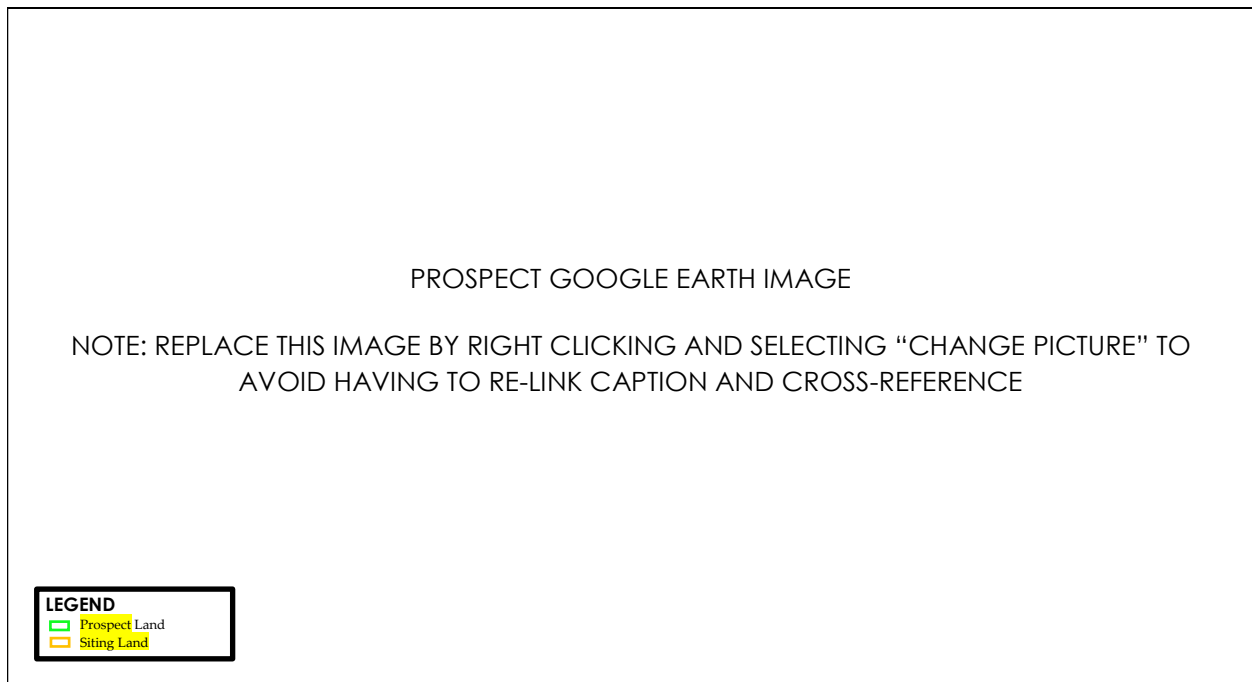 PROSPECT GOOGLE EARTH IMAGE
NOTE: REPLACE THIS IMAGE BY RIGHT CLICKING AND SELECTING “CHANGE PICTURE” TO
AVOID HAVING TO RE-LINK CAPTION AND CROSS-REFERENCE
LEGEND
Prospect Land
Siting Land